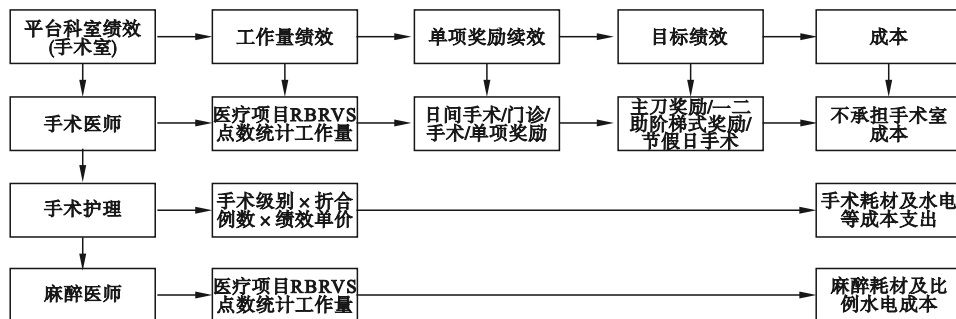 平台科室绩效
(手术室)
工作量绩效
单项奖励绩效
目标绩效
成本
手术医师
医疗项目RBRVS
点数统计工作量
日间手术/门诊/
手术/单项奖励
主刀奖励/一二
助阶梯式奖励/
节假日手术
不承担手术室
成本
手术护理
手术级别×折合
例数×绩效单价
手术耗材及水电
等成本支出
麻醉医师
医疗项目RBRVS
点数统计工作量
麻醉耗材及比
例水电成本